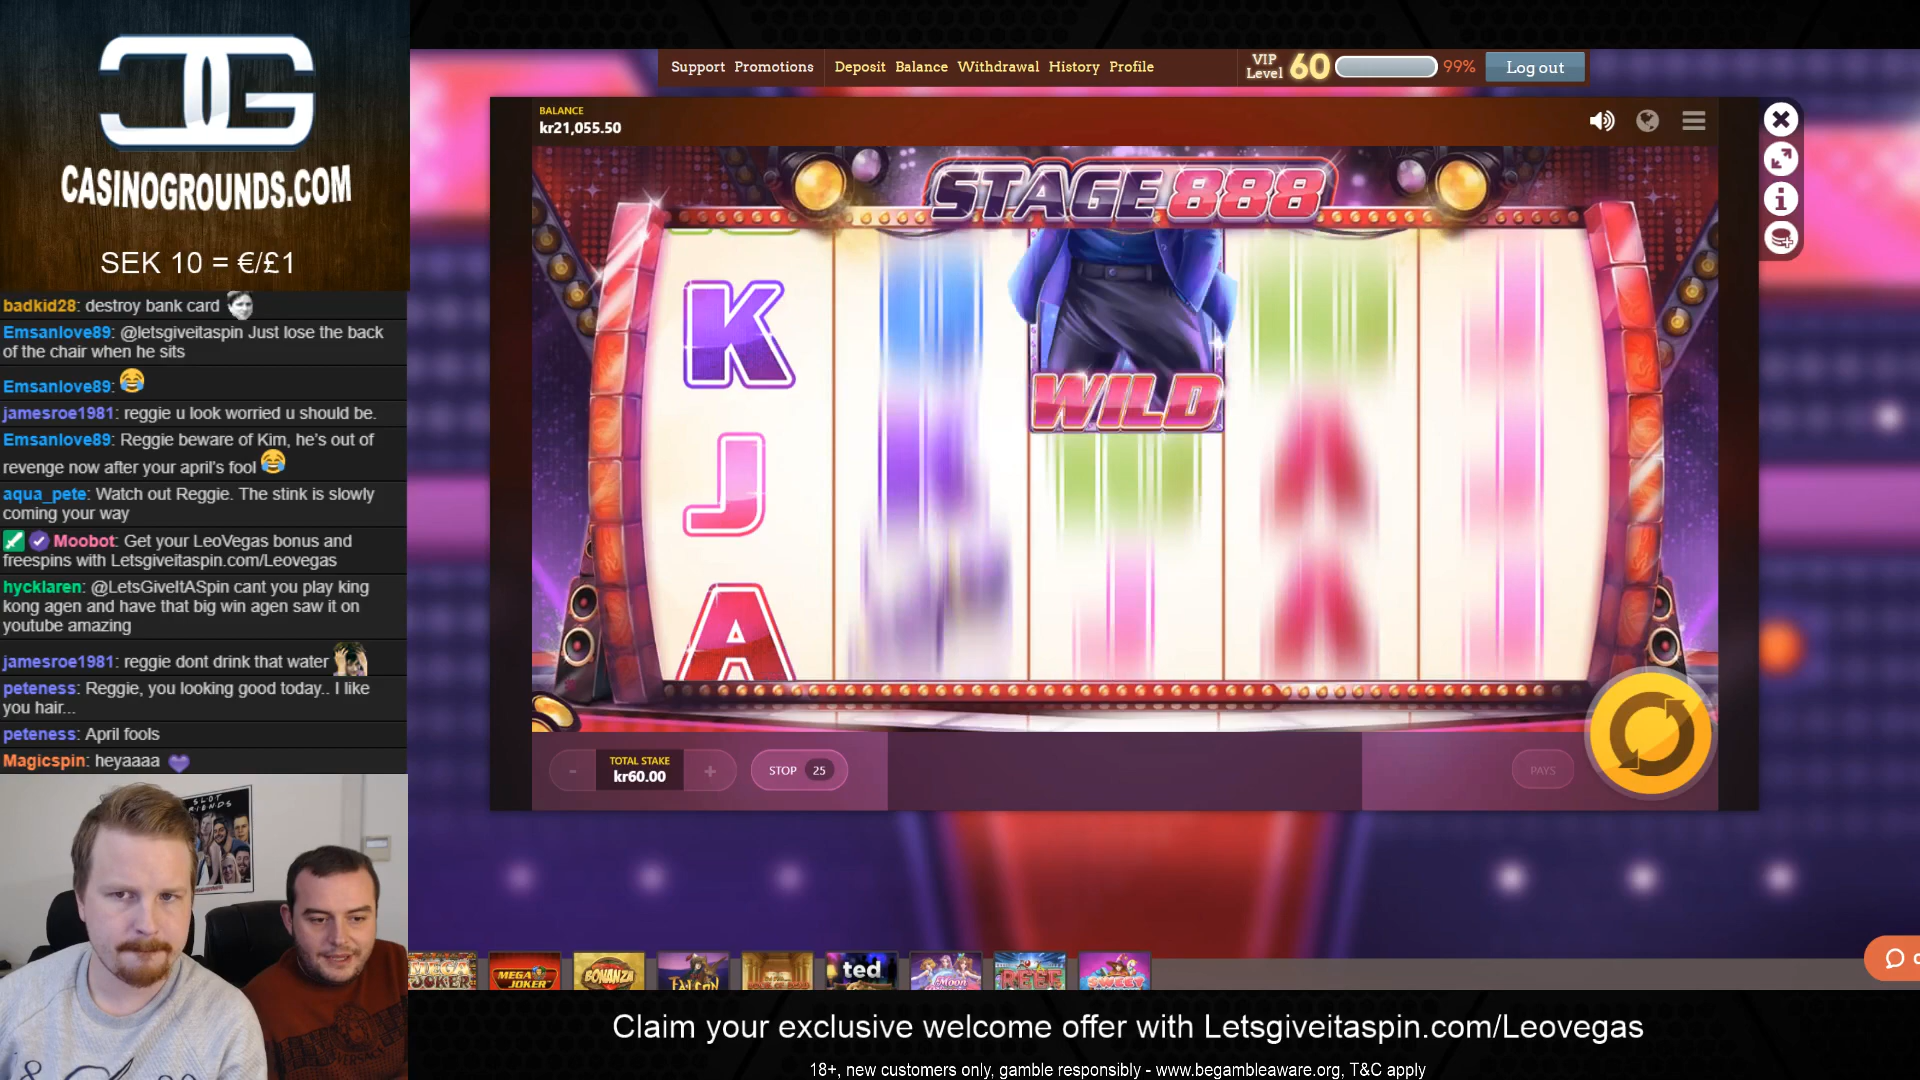 CG
CASINOGROUNDS.COM
SEK 10 = €/£1
badkid28: destroy bank card
Emsanlove89: @letsgiveitaspin Just lose the back
of the chair when he sits
Emsanlove89: 😂
jamesroe1981: reggie u look worried u should be.
Emsanlove89: Reggie beware of Kim, he's out of
revenge now after your april's fool 😂
aqua_pete: Watch out Reggie. The stink is slowly
coming your way
Moobot: Get your LeoVegas bonus and
freespins with Letsgiveitaspin.com/Leovegas
hycklaren: @LetsGiveItASpin cant you play king
kong agen and have that big win agen saw it on
youtube amazing
jamesroe1981: reggie dont drink that water
peteness: Reggie, you looking good today.. I like
you hair...
peteness: April fools
Magicspin: heyaaaa 💜
SLOT
FRIENDS
Support Promotions Deposit Balance Withdrawal History Profile
VIP
Level 60 99% Log out
BALANCE
kr21,055.50
STAGE 888
K
J
A
WILD
TOTAL STAKE
- kr60.00 +
STOP 25
PAYS
MEGA
JOKER
MEGA
JOKER
BONANZA
FALCON
ted
Moon
REEL
SWEET
Claim your exclusive welcome offer with Letsgiveitaspin.com/Leovegas
18+, new customers only, gamble responsibly - www.begambleaware.org, T&C apply